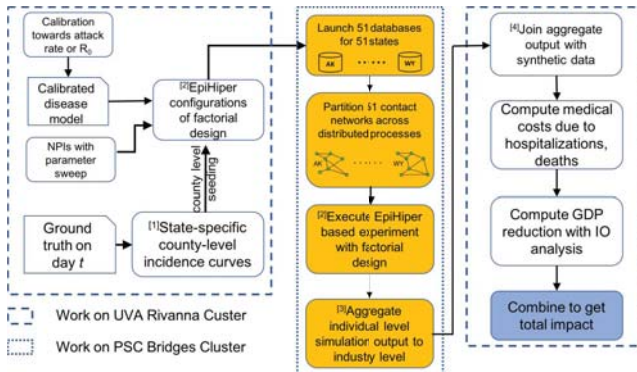 Calibration
towards attack
rate or R0
Calibrated
disease
model
NPIs with
parameter
sweep
Ground
truth on
day t
[2]EpiHiper
configurations
of factorial
design
county level
seeding
[1]State-specific
county-level
incidence curves
Launch 51 databases
for 51 states
AK ······ WY
Partition 51 contact
networks across
distributed processes
AK ······ WY
[2]Execute EpiHiper
based experiment
with factorial
design
[3]Aggregate
individual level
simulation output to
industry level
[4]Join aggregate
output with
synthetic data
Compute medical
costs due to
hospitalizations,
deaths
Compute GDP
reduction with IO
analysis
Combine to get
total impact
Work on UVA Rivanna Custer
Work on PSC Bridges Cluster